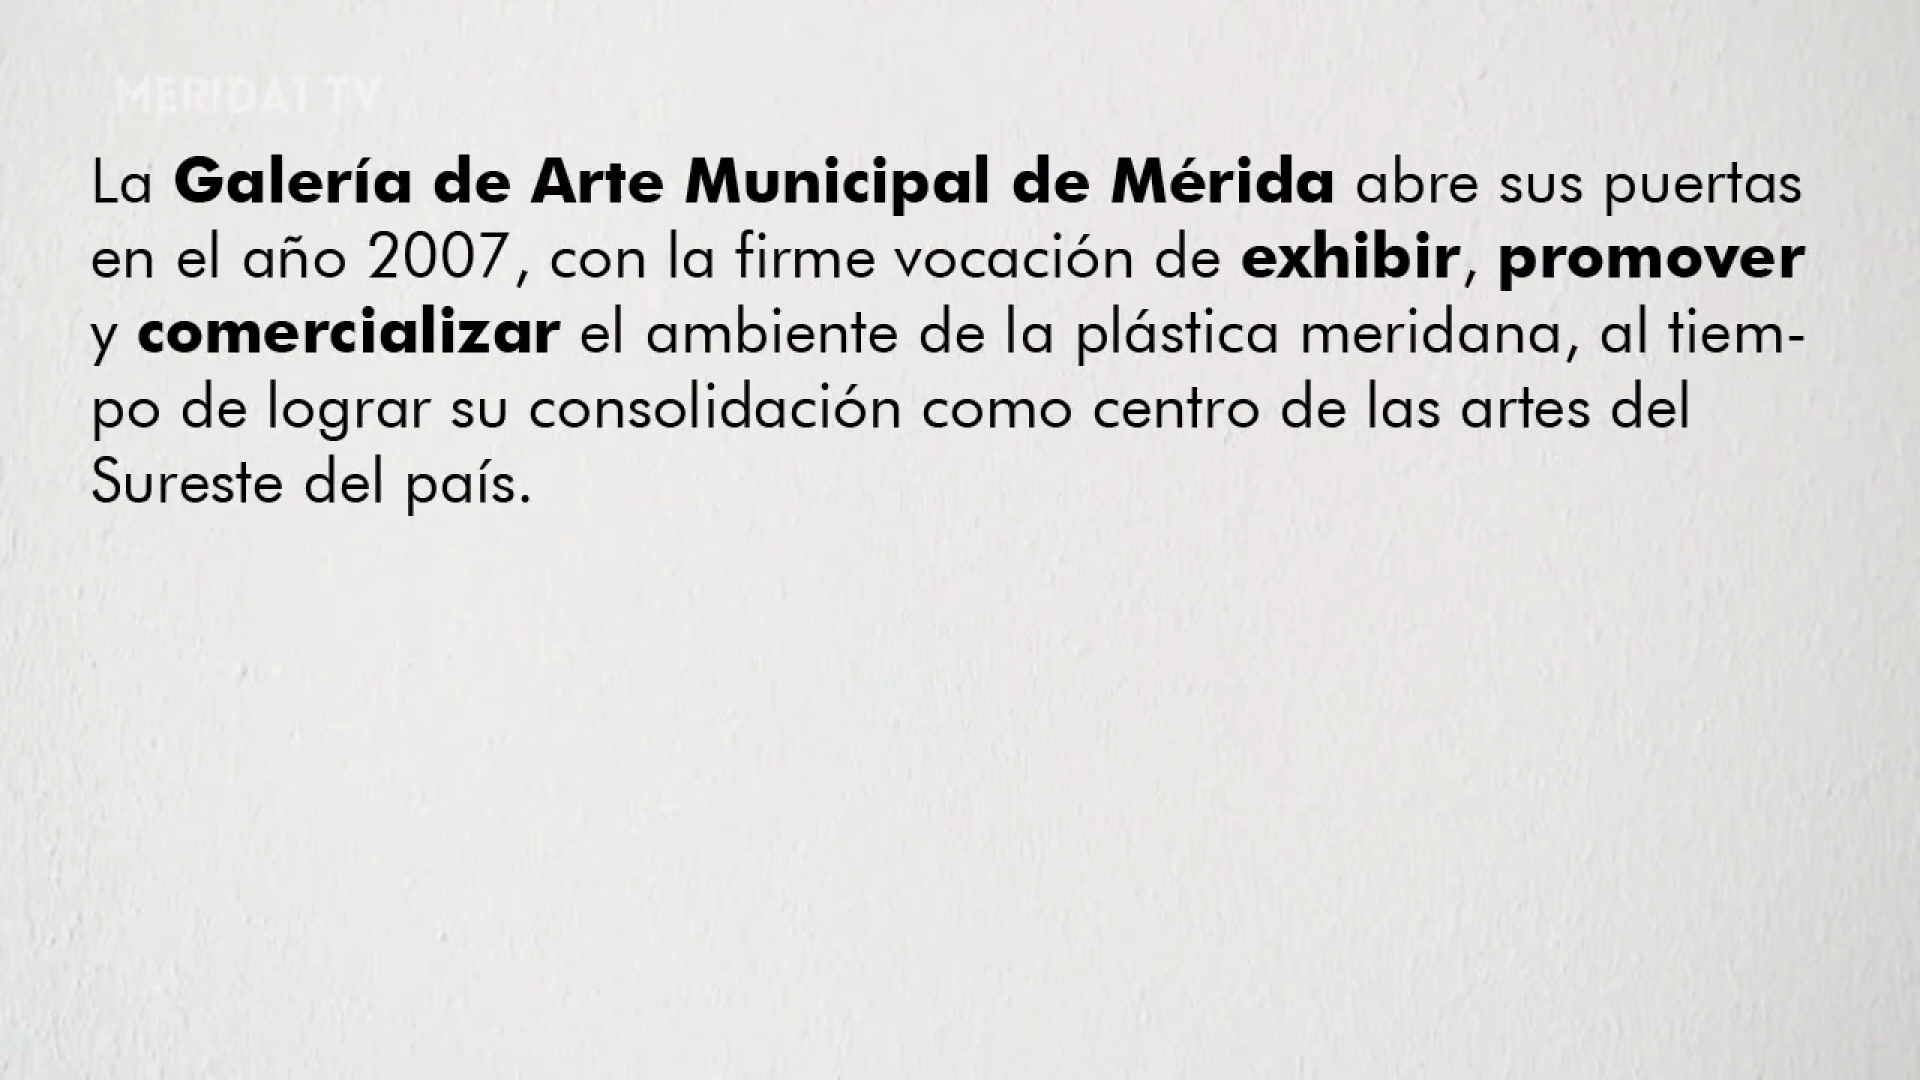 MERIDA1 TV
La Galería de Arte Municipal de Mérida abre sus puertas
en el año 2007, con la firme vocación de exhibir, promover
y comercializar el ambiente de la plástica meridana, al tiem-
po de lograr su consolidación como centro de las artes del
Sureste del país.